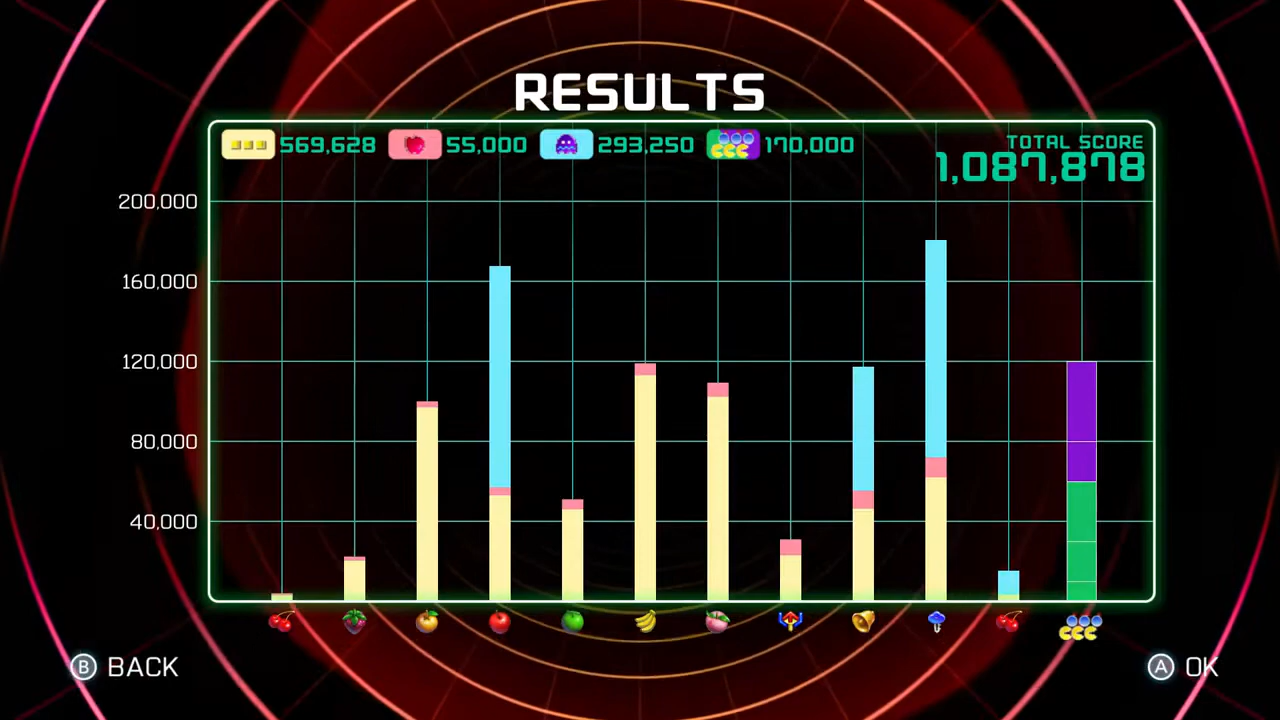 RESULTS
569,628 55,000 293,250 170,000
TOTAL SCORE
1,087,878
200,000
160,000
120,000
80,000
40,000
B BACK
A OK